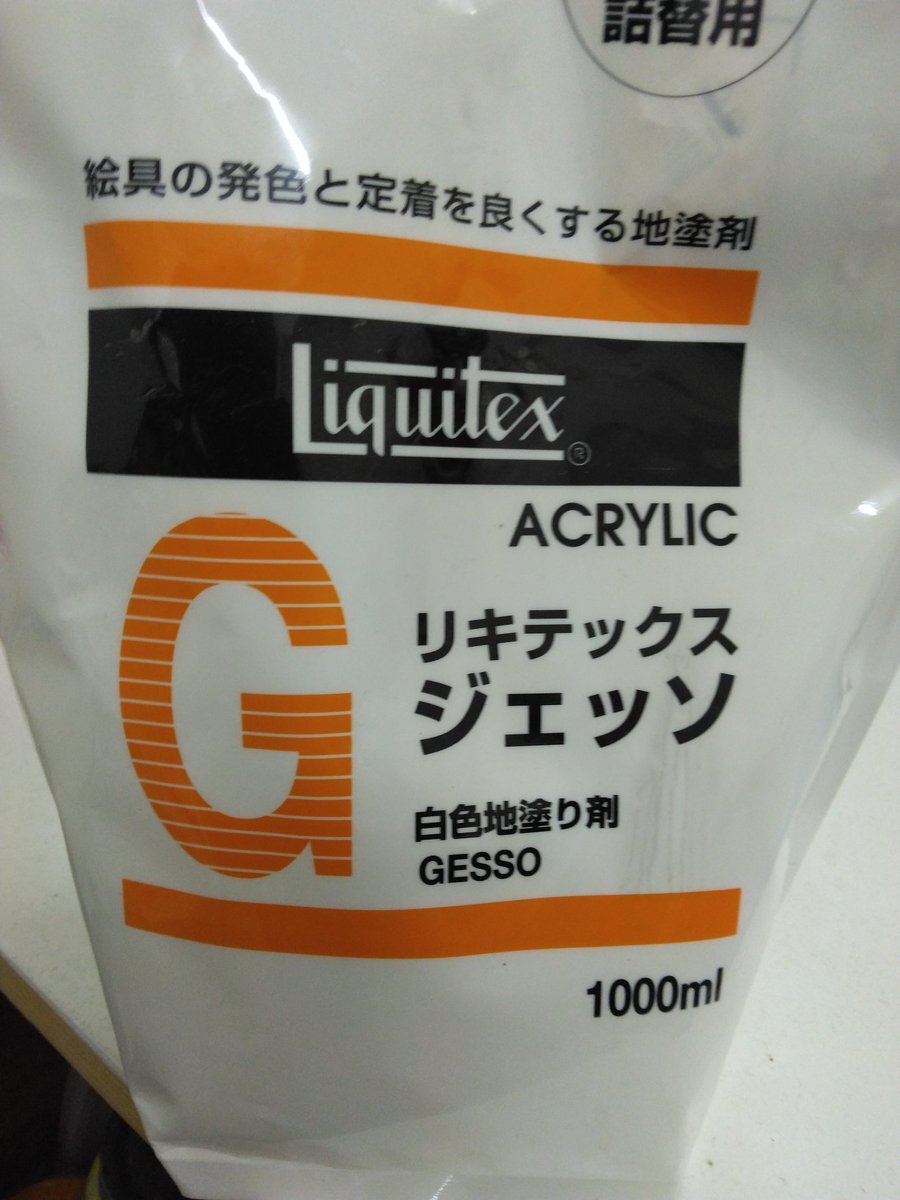 詰替用
絵具の発色と定着を良くする地塗剤
Liquitex®
ACRYLIC
G
リキテックス
ジェッソ
白色地塗り剤
GESSO
1000ml